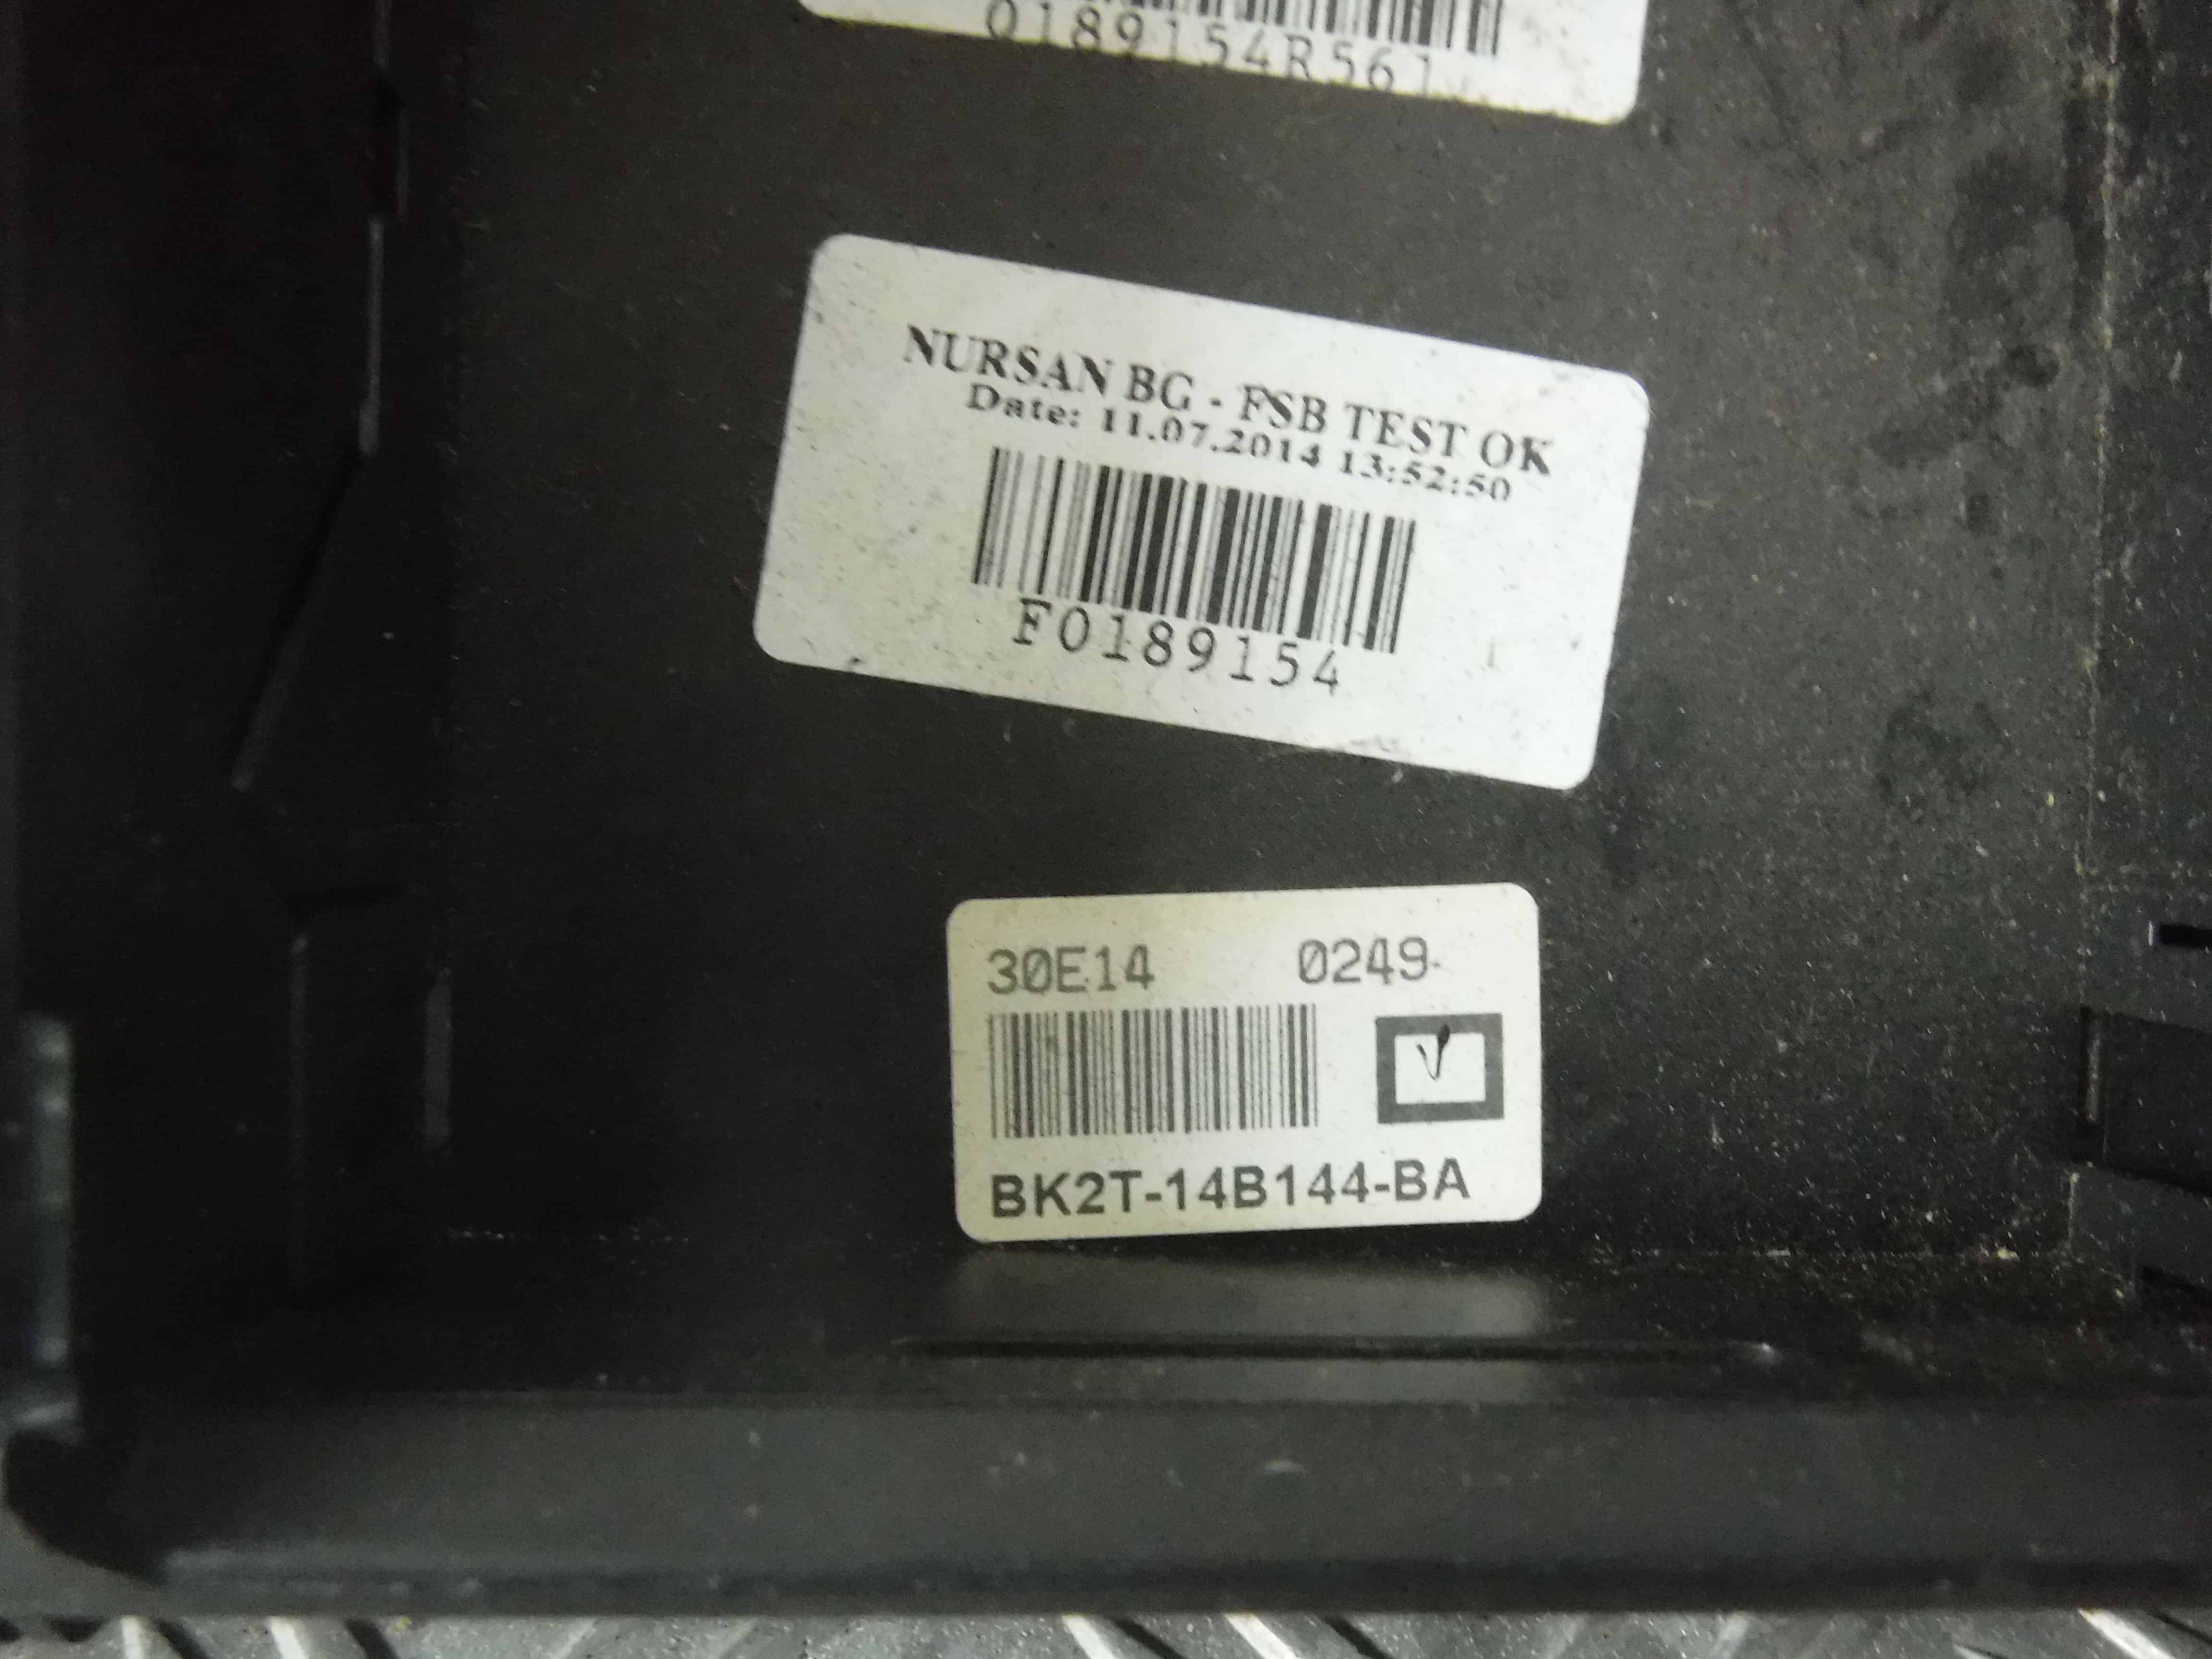 0189154R561
NURSAN BG - FSB TEST OK
Date: 11.07.2014 13:52:50
F0189154
30E14 0249
BK2T-14B144-BA